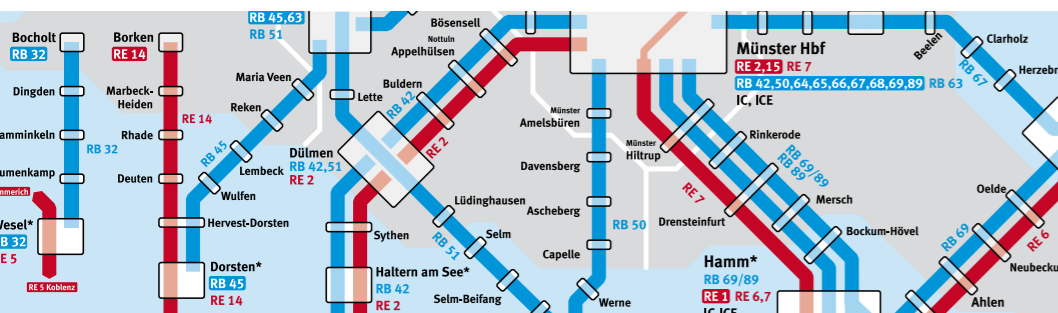 Bocholt
RB 32
Dingden
RB 32
RE 5
RB 32
RE 5 Koblenz
Borken
RE 14
Marbeck-
Heiden
RE 14
Rhade
Deuten
Hervest-Dorsten
Dorsten*
RB 45
RE 14
RB 45,63
RB 51
Maria Veen
Reken
RB 45
Lembeck
Wulfen
Lette
Dülmen
RB 42,51
RE 2
Sythen
Haltern am See*
RB 42
RE 2
Bösensell
Nottuln
Appelhülsen
Buldern
RB 42
RE 2
Lüdinghausen
RB 51
Selm
Selm-Beifang
Münster
Amelsbüren
Davensberg
Ascheberg
RB 50
Capelle
Werne
Münster Hbf
RE 2,15 RE 7
RB 42,50,64,65,66,67,68,69,89 RB 63
IC, ICE
Beelen
Clarholz
RB 67
Münster
Hiltrup
Rinkerode
RB 69/89
RB 89
RE 7
Mersch
Drensteinfurt
Bockum-Hövel
Hamm*
RB 69/89
RE 1 RE 6,7
IC, ICE
Oelde
RB 69
RE 6
Ahlen